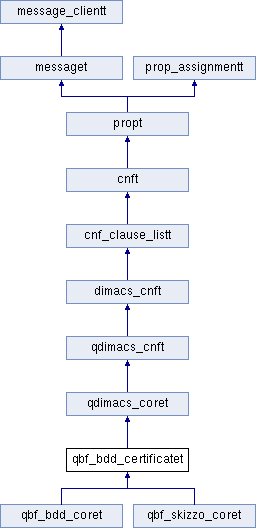 message_clientt
messaget
prop_assignmentt
propt
cnft
cnf_clause_listt
dimacs_cnft
qdimacs_cnft
qdimacs_coret
qbf_bdd_certificatet
qbf_bdd_coret
qbf_skizzo_coret